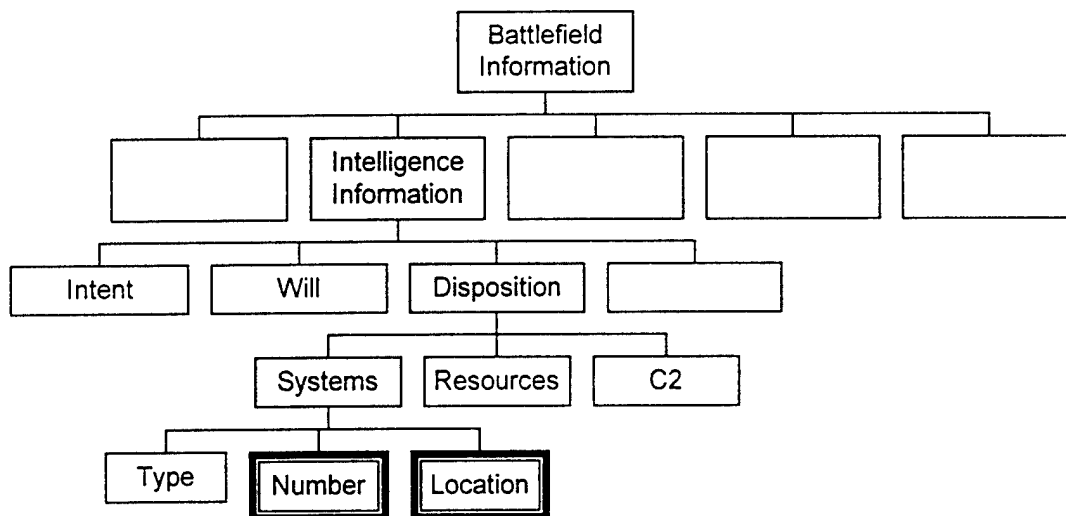 Battlefield
Information
Intelligence
Information
Intent
Will
Disposition
Systems
Resources
C2
Type
Number
Location